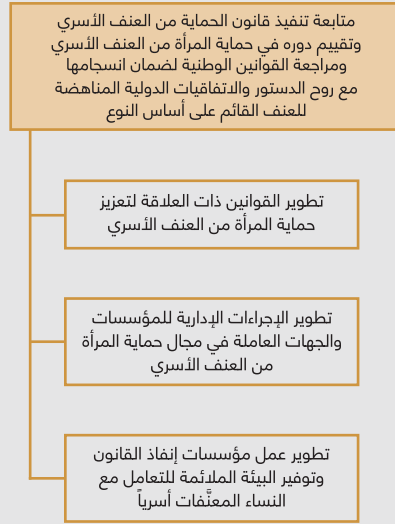 متابعة تنفيذ قانون الحماية من العنف الأسري
وتقييم دوره في حماية المرأة من العنف الأسري
ومراجعة القوانين الوطنية لضمان انسجامها
مع روح الدستور والاتفاقيات الدولية المناهضة
للعنف القائم على أساس النوع
تطوير القوانين ذات العلاقة لتعزيز
حماية المرأة من العنف الأسري
تطوير الإجراءات الإدارية للمؤسسات
والجهات العاملة في مجال حماية المرأة
من العنف الأسري
تطوير عمل مؤسسات إنفاذ القانون
وتوفير البيئة الملائمة للتعامل مع
النساء المعنَّفات أسرياً